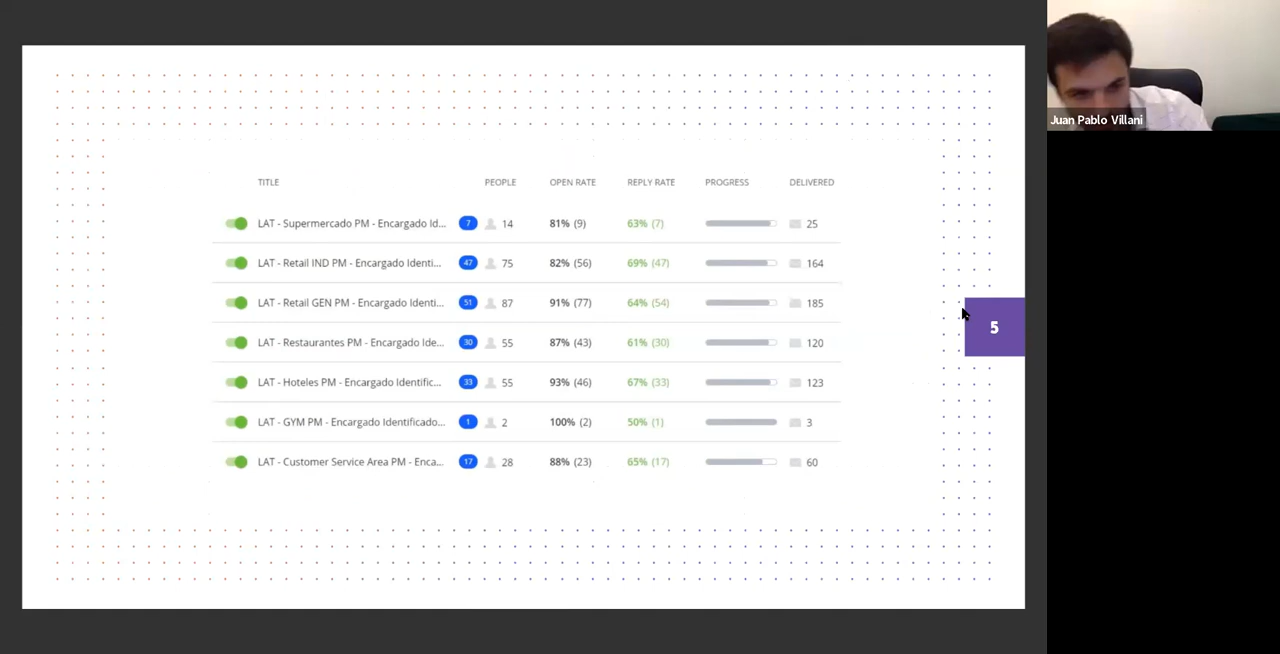 Juan Pablo Villani
TITLE PEOPLE OPEN RATE REPLY RATE PROGRESS DELIVERED
LAT - Supermercado PM - Encargado Id... 7 14 81% (9) 63% (7) 25
LAT - Retail IND PM - Encargado Identi... 47 75 82% (56) 69% (47) 164
LAT - Retail GEN PM - Encargado Identi... 51 87 91% (77) 64% (54) 185
LAT - Restaurantes PM - Encargado Ide... 30 55 87% (43) 61% (30) 120
LAT - Hoteles PM - Encargado Identific... 33 55 93% (46) 67% (33) 123
LAT - GYM PM - Encargado Identificado... 1 2 100% (2) 50% (1) 3
LAT - Customer Service Area PM - Enca... 17 28 88% (23) 65% (17) 60
5